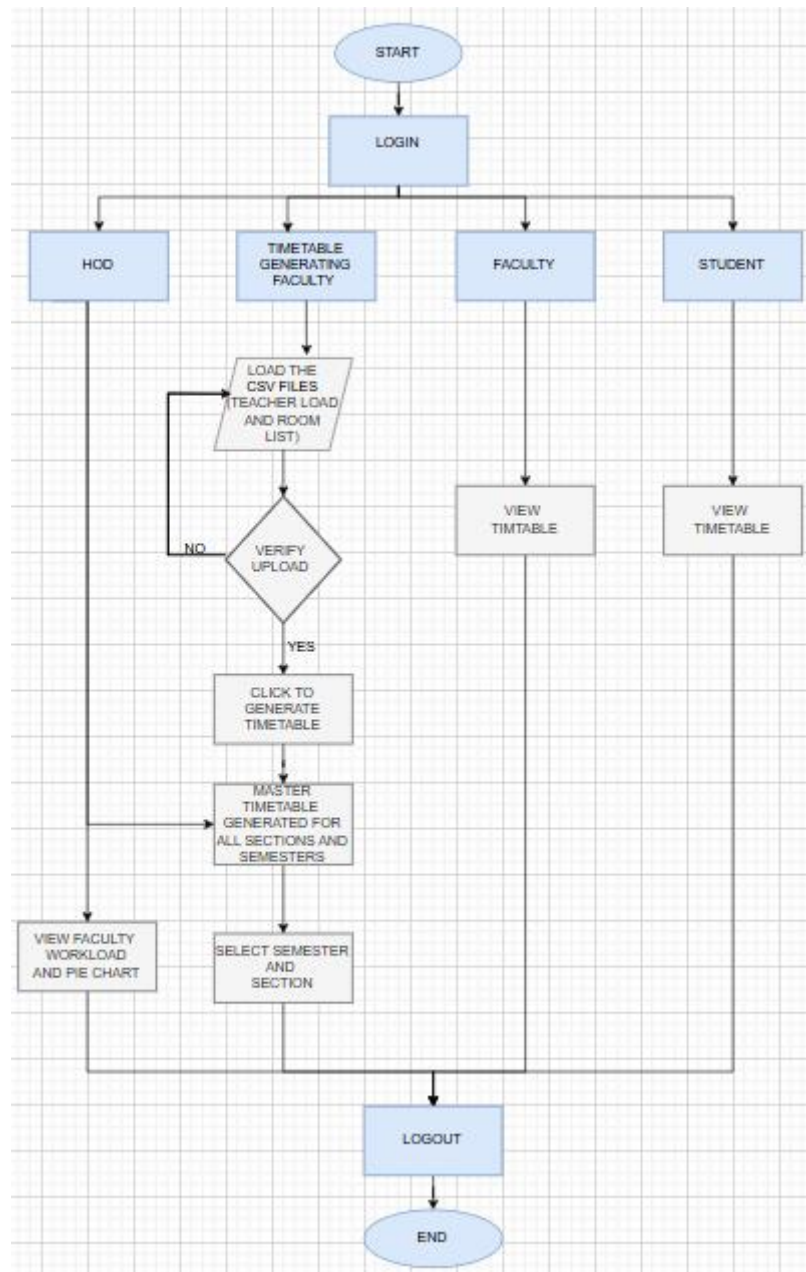 START
LOGIN
HOD
TIMETABLE
GENERATING
FACULTY
FACULTY
STUDENT
LOAD THE
CSV FILES
(TEACHER LOAD
AND ROOM
LIST)
NO
VERIFY
UPLOAD
VIEW
TIMTABLE
VIEW
TIMETABLE
YES
CLICK TO
GENERATE
TIMETABLE
MASTER
TIMETABLE
GENERATED FOR
ALL SECTIONS AND
SEMESTERS
VIEW FACULTY
WORKLOAD
AND PIE CHART
SELECT SEMESTER
AND
SECTION
LOGOUT
END